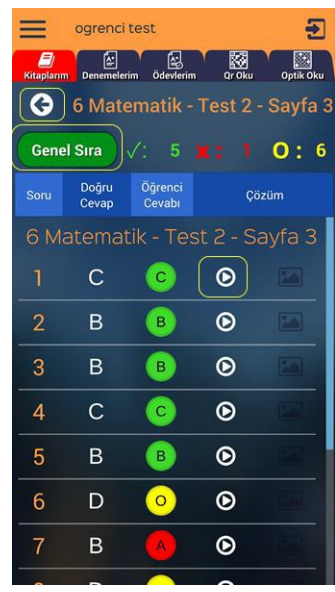 ogrenci test
Kitaplarım Denemelerim Ödevlerim Qr Oku Optik Oku
6 Matematik - Test 2 - Sayfa 3
Genel Sıra √: 5 x: 1 O: 6
Soru Doğru Cevap Öğrenci Cevabı Çözüm
6 Matematik - Test 2 - Sayfa 3
1 C C
2 B B
3 B B
4 C C
5 B B
6 D O
7 B A